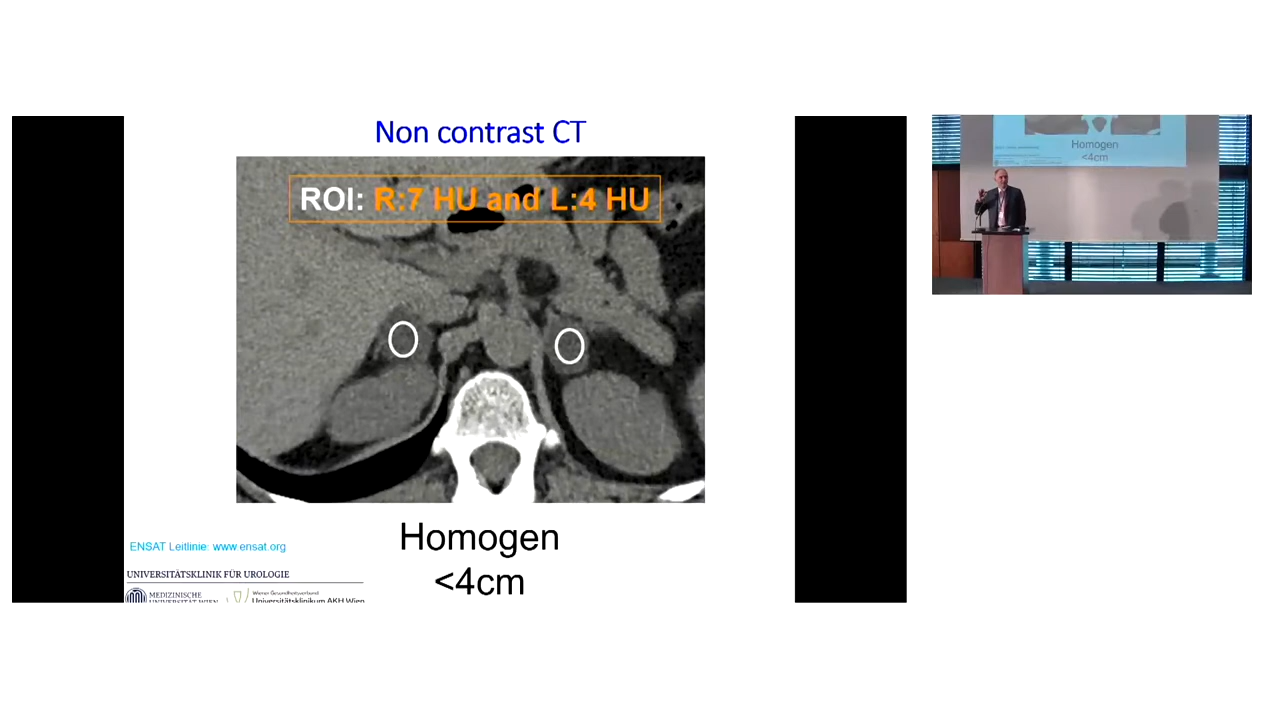 Non contrast CT
ROI: R:7 HU and L:4 HU
Homogen
<4cm
ENSAT Leitlinie: www.ensat.org
UNIVERSITÄTSKLINIK FÜR UROLOGIE
MEDIZINISCHE
UNIVERSITÄT WIEN
Wiener Gesundheitsverbund
Universitätsklinikum AKH Wien
Homogen
<4cm